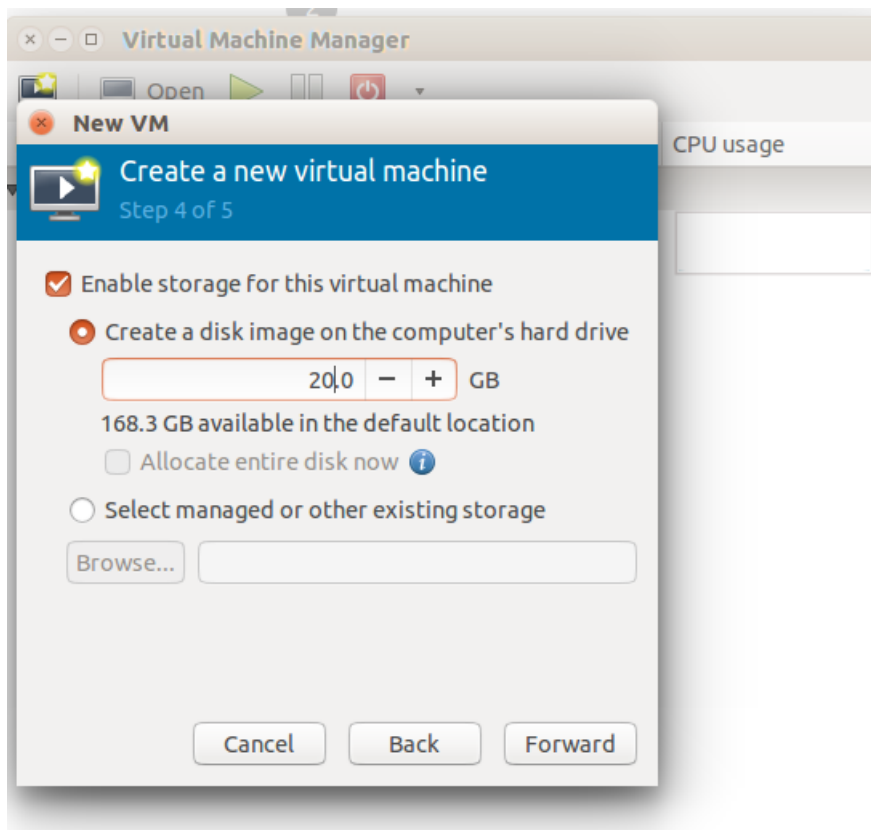 Virtual Machine Manager
Open
New VM
CPU usage
Create a new virtual machine
Step 4 of 5
Enable storage for this virtual machine
Create a disk image on the computer's hard drive
20.0 − + GB
168.3 GB available in the default location
Allocate entire disk now
Select managed or other existing storage
Browse...
Cancel Back Forward